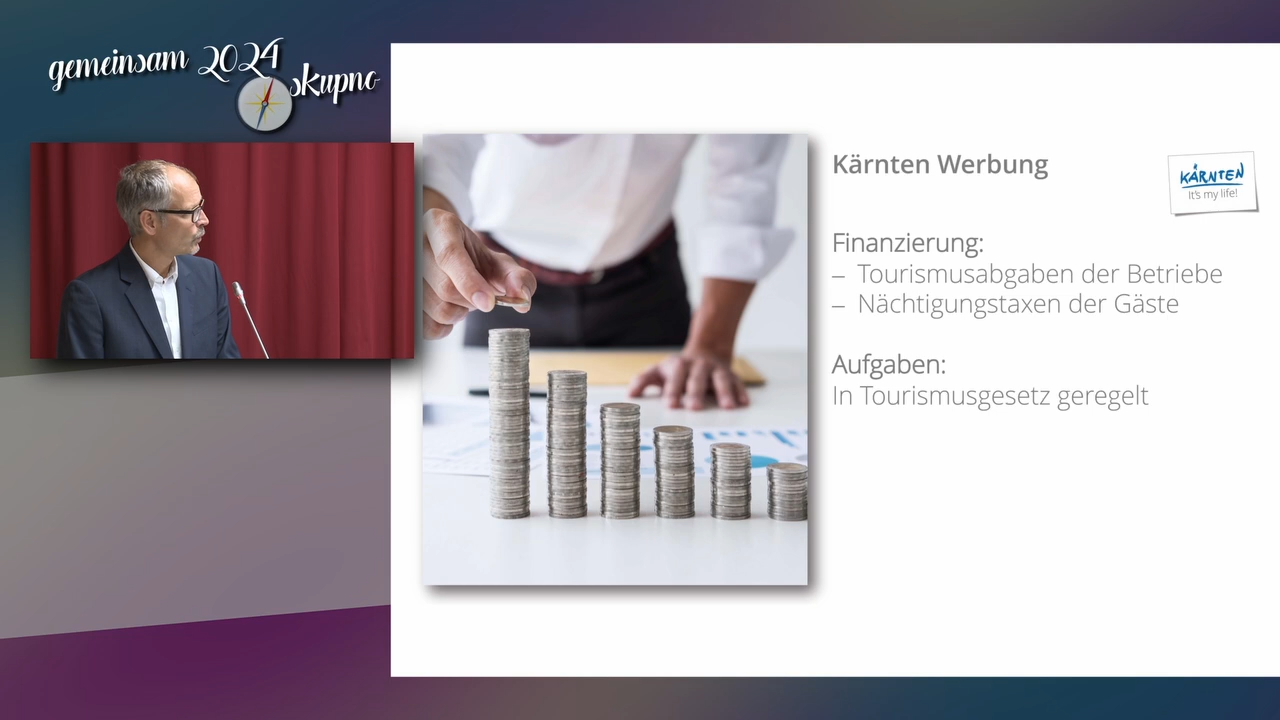 gemeinsam 2024
skupno
Kärnten Werbung
KÄRNTEN
It's my life!
Finanzierung:
– Tourismusabgaben der Betriebe
– Nächtigungstaxen der Gäste
Aufgaben:
In Tourismusgesetz geregelt